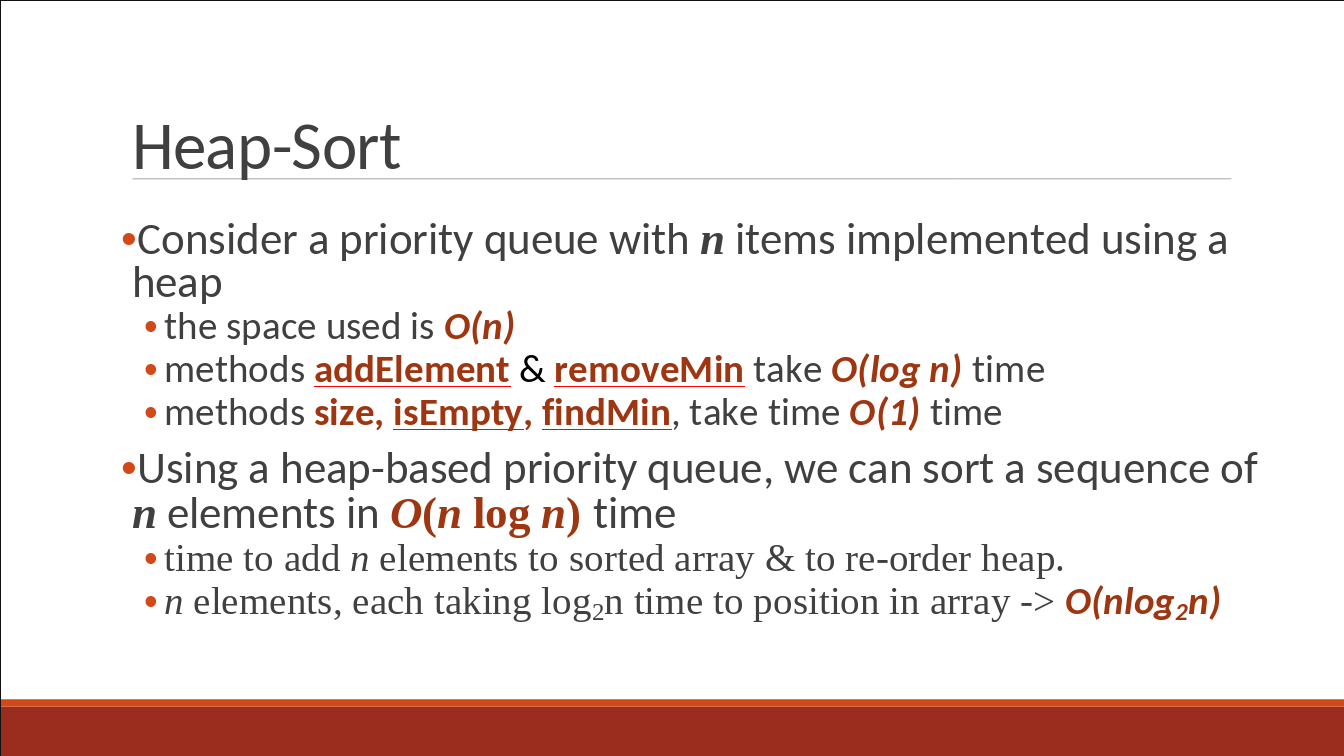 Heap-Sort
•Consider a priority queue with n items implemented using a
heap
•the space used is O(n)
•methods addElement & removeMin take O(log n) time
•methods size, isEmpty, findMin, take time O(1) time
•Using a heap-based priority queue, we can sort a sequence of
n elements in O(n log n) time
•time to add n elements to sorted array & to re-order heap.
•n elements, each taking log₂n time to position in array -> O(nlog₂n)